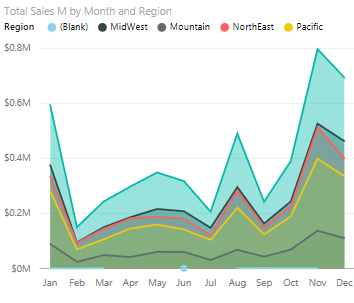 Total Sales M by Month and Region
Region (Blank) MidWest Mountain NorthEast Pacific
$0.8M
$0.6M
$0.4M
$0.2M
$0M
Jan Feb Mar Apr May Jun Jul Aug Sep Oct Nov Dec